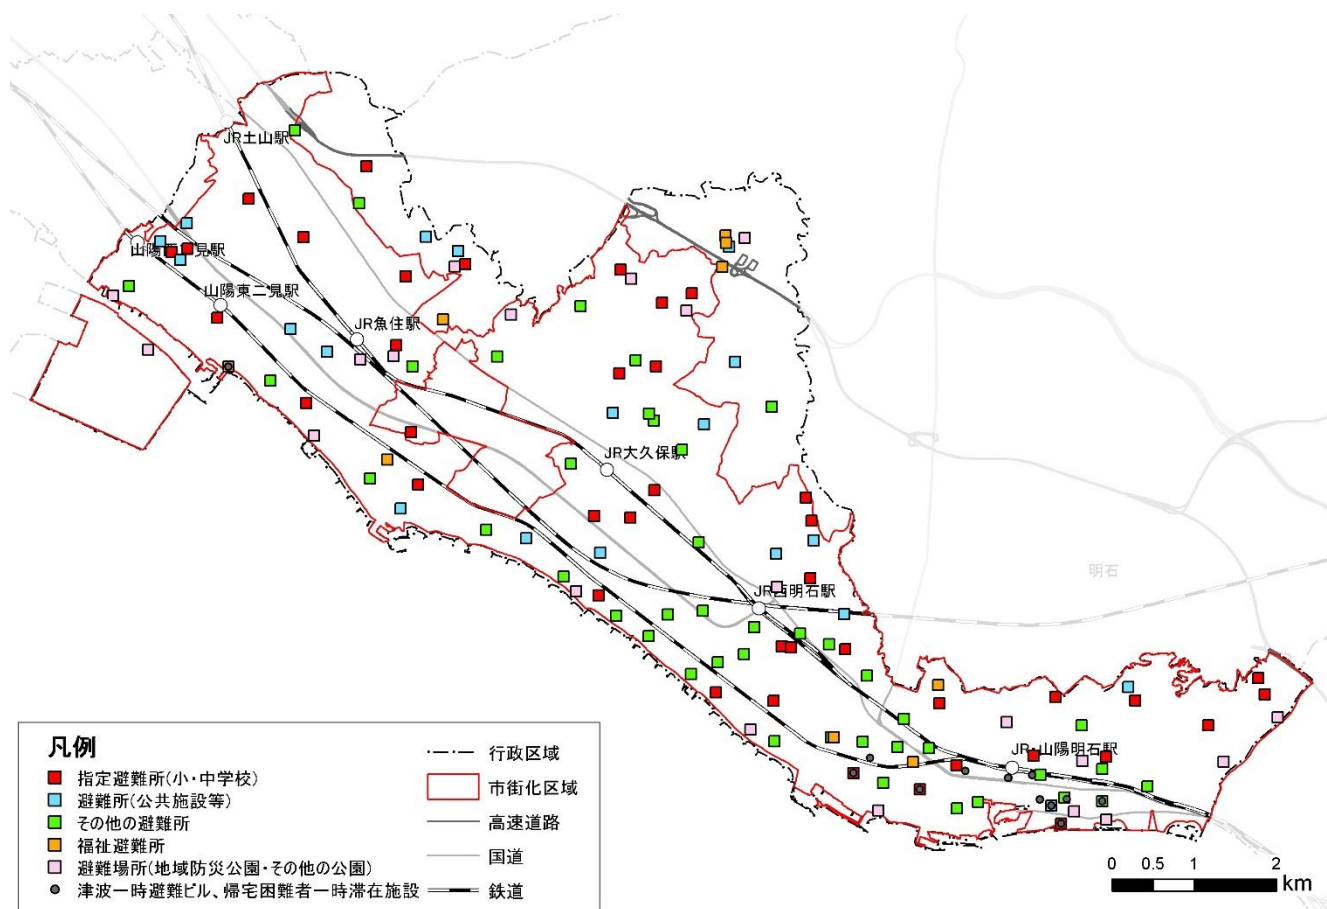 JR土山駅
山陽西二見駅
山陽東二見駅
JR魚住駅
JR大久保駅
明石
JR西明石駅
JR・山陽明石駅
凡例
指定避難所(小・中学校)
避難所(公共施設等)
その他の避難所
福祉避難所
避難場所(地域防災公園・その他の公園)
津波一時避難ビル、帰宅困難者一時滞在施設
行政区域
市街化区域
高速道路
国道
鉄道
0 0.5 1 2
km